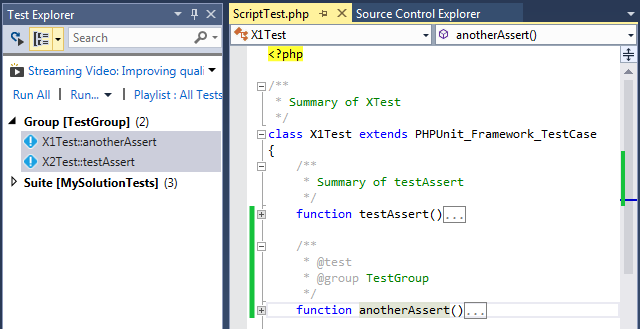 Test Explorer
Search
Streaming Video: Improving quali
Run All
Run...
Playlist : All Tests
Group [TestGroup] (2)
X1Test::anotherAssert
X2Test::testAssert
Suite [MySolutionTests] (3)
ScriptTest.php
Source Control Explorer
X1Test
anotherAssert()
<?php
/**
* Summary of XTest
*/
class X1Test extends PHPUnit_Framework_TestCase
{
/**
* Summary of testAssert
*/
function testAssert()...
/**
* @test
* @group TestGroup
*/
function anotherAssert()...